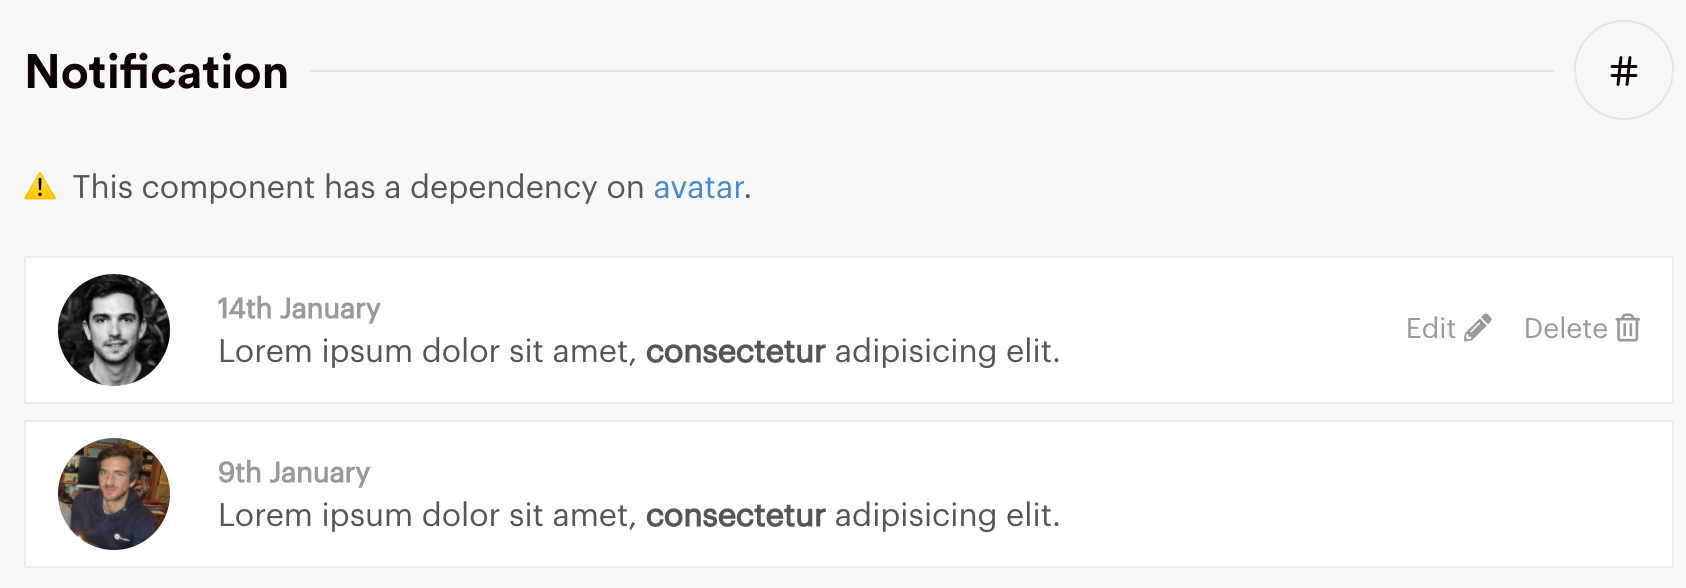 Notification
#
⚠️ This component has a dependency on avatar.
14th January
Lorem ipsum dolor sit amet, consectetur adipisicing elit.
Edit
Delete
9th January
Lorem ipsum dolor sit amet, consectetur adipisicing elit.